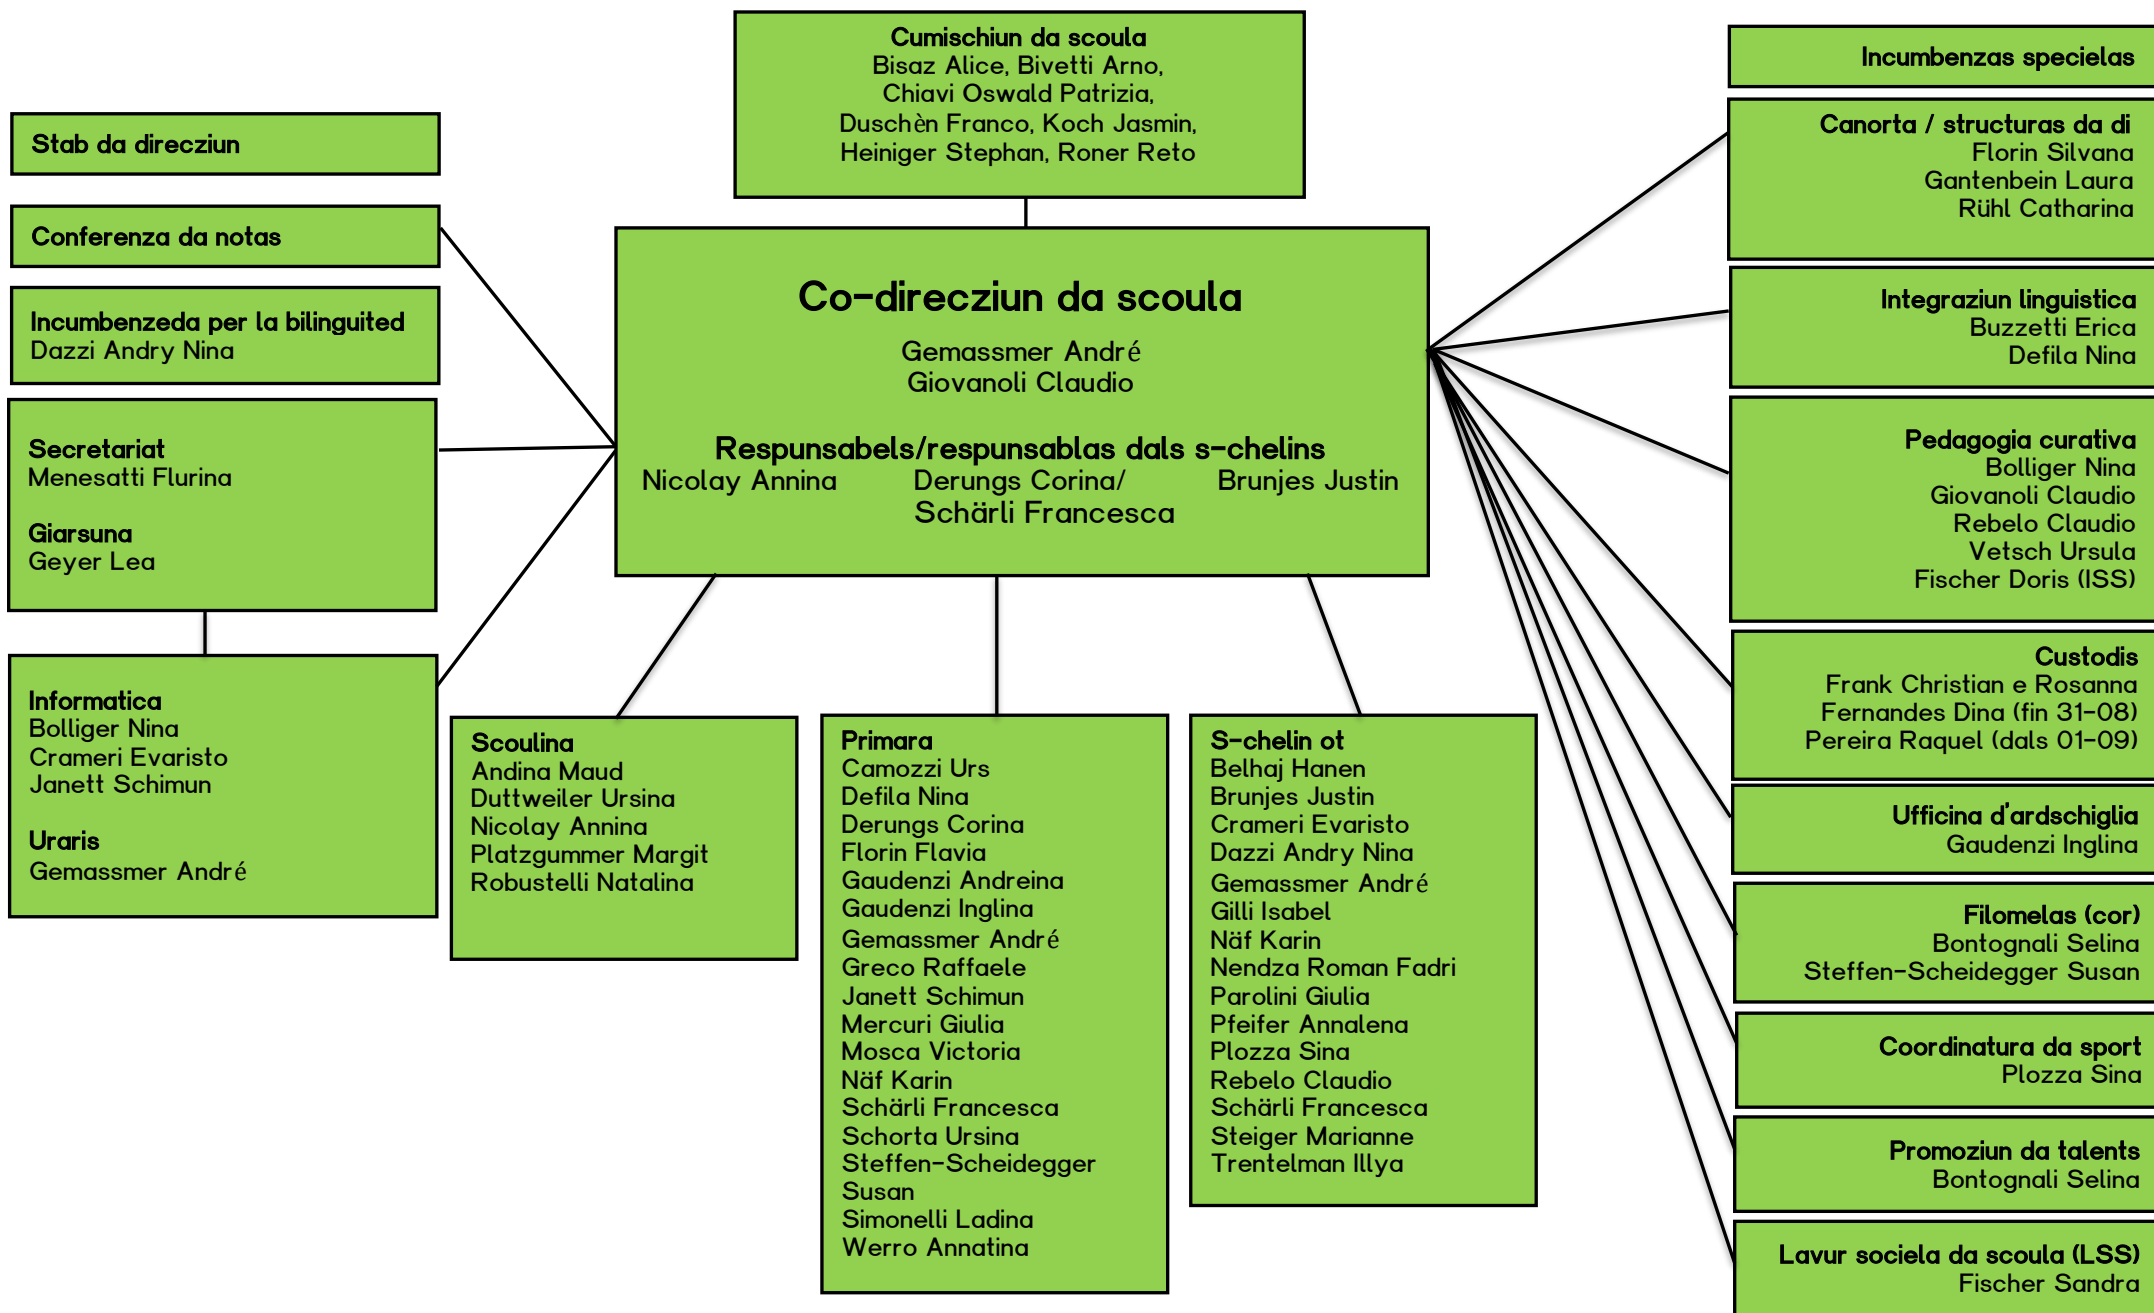 Cumischiun da scoula
Bisaz Alice, Bivetti Arno,
Chiavi Oswald Patrizia,
Duschèn Franco, Koch Jasmin,
Heiniger Stephan, Roner Reto
Stab da direcziun
Conferenza da notas
Incumbenzeda per la bilinguited
Dazzi Andry Nina
Secretariat
Menesatti Flurina
Giarsuna
Geyer Lea
Informatica
Bolliger Nina
Crameri Evaristo
Janett Schimun
Uraris
Gemassmer André
Co-direcziun da scoula
Gemassmer André
Giovanoli Claudio
Respunsabels/respunsablas dals s-chelins
Nicolay Annina Derungs Corina/ Brunjes Justin
Schärli Francesca
Scoulina
Andina Maud
Duttweiler Ursina
Nicolay Annina
Platzgummer Margit
Robustelli Natalina
Primara
Camozzi Urs
Defila Nina
Derungs Corina
Florin Flavia
Gaudenzi Andreina
Gaudenzi Inglina
Gemassmer André
Greco Raffaele
Janett Schimun
Mercuri Giulia
Mosca Victoria
Näf Karin
Schärli Francesca
Schorta Ursina
Steffen-Scheidegger
Susan
Simonelli Ladina
Werro Annatina
S-chelin ot
Belhaj Hanen
Brunjes Justin
Crameri Evaristo
Dazzi Andry Nina
Gemassmer André
Gilli Isabel
Näf Karin
Nendza Roman Fadri
Parolini Giulia
Pfeifer Annalena
Plozza Sina
Rebelo Claudio
Schärli Francesca
Steiger Marianne
Trentelman Illya
Incumbenzas specielas
Canorta / structuras da di
Florin Silvana
Gantenbein Laura
Rühl Catharina
Integraziun linguistica
Buzzetti Erica
Defila Nina
Pedagogia curativa
Bolliger Nina
Giovanoli Claudio
Rebelo Claudio
Vetsch Ursula
Fischer Doris (ISS)
Custodis
Frank Christian e Rosanna
Fernandes Dina (fin 31-08)
Pereira Raquel (dals 01-09)
Ufficina d'ardschiglia
Gaudenzi Inglina
Filomelas (cor)
Bontognali Selina
Steffen-Scheidegger Susan
Coordinatura da sport
Plozza Sina
Promoziun da talents
Bontognali Selina
Lavur sociela da scoula (LSS)
Fischer Sandra